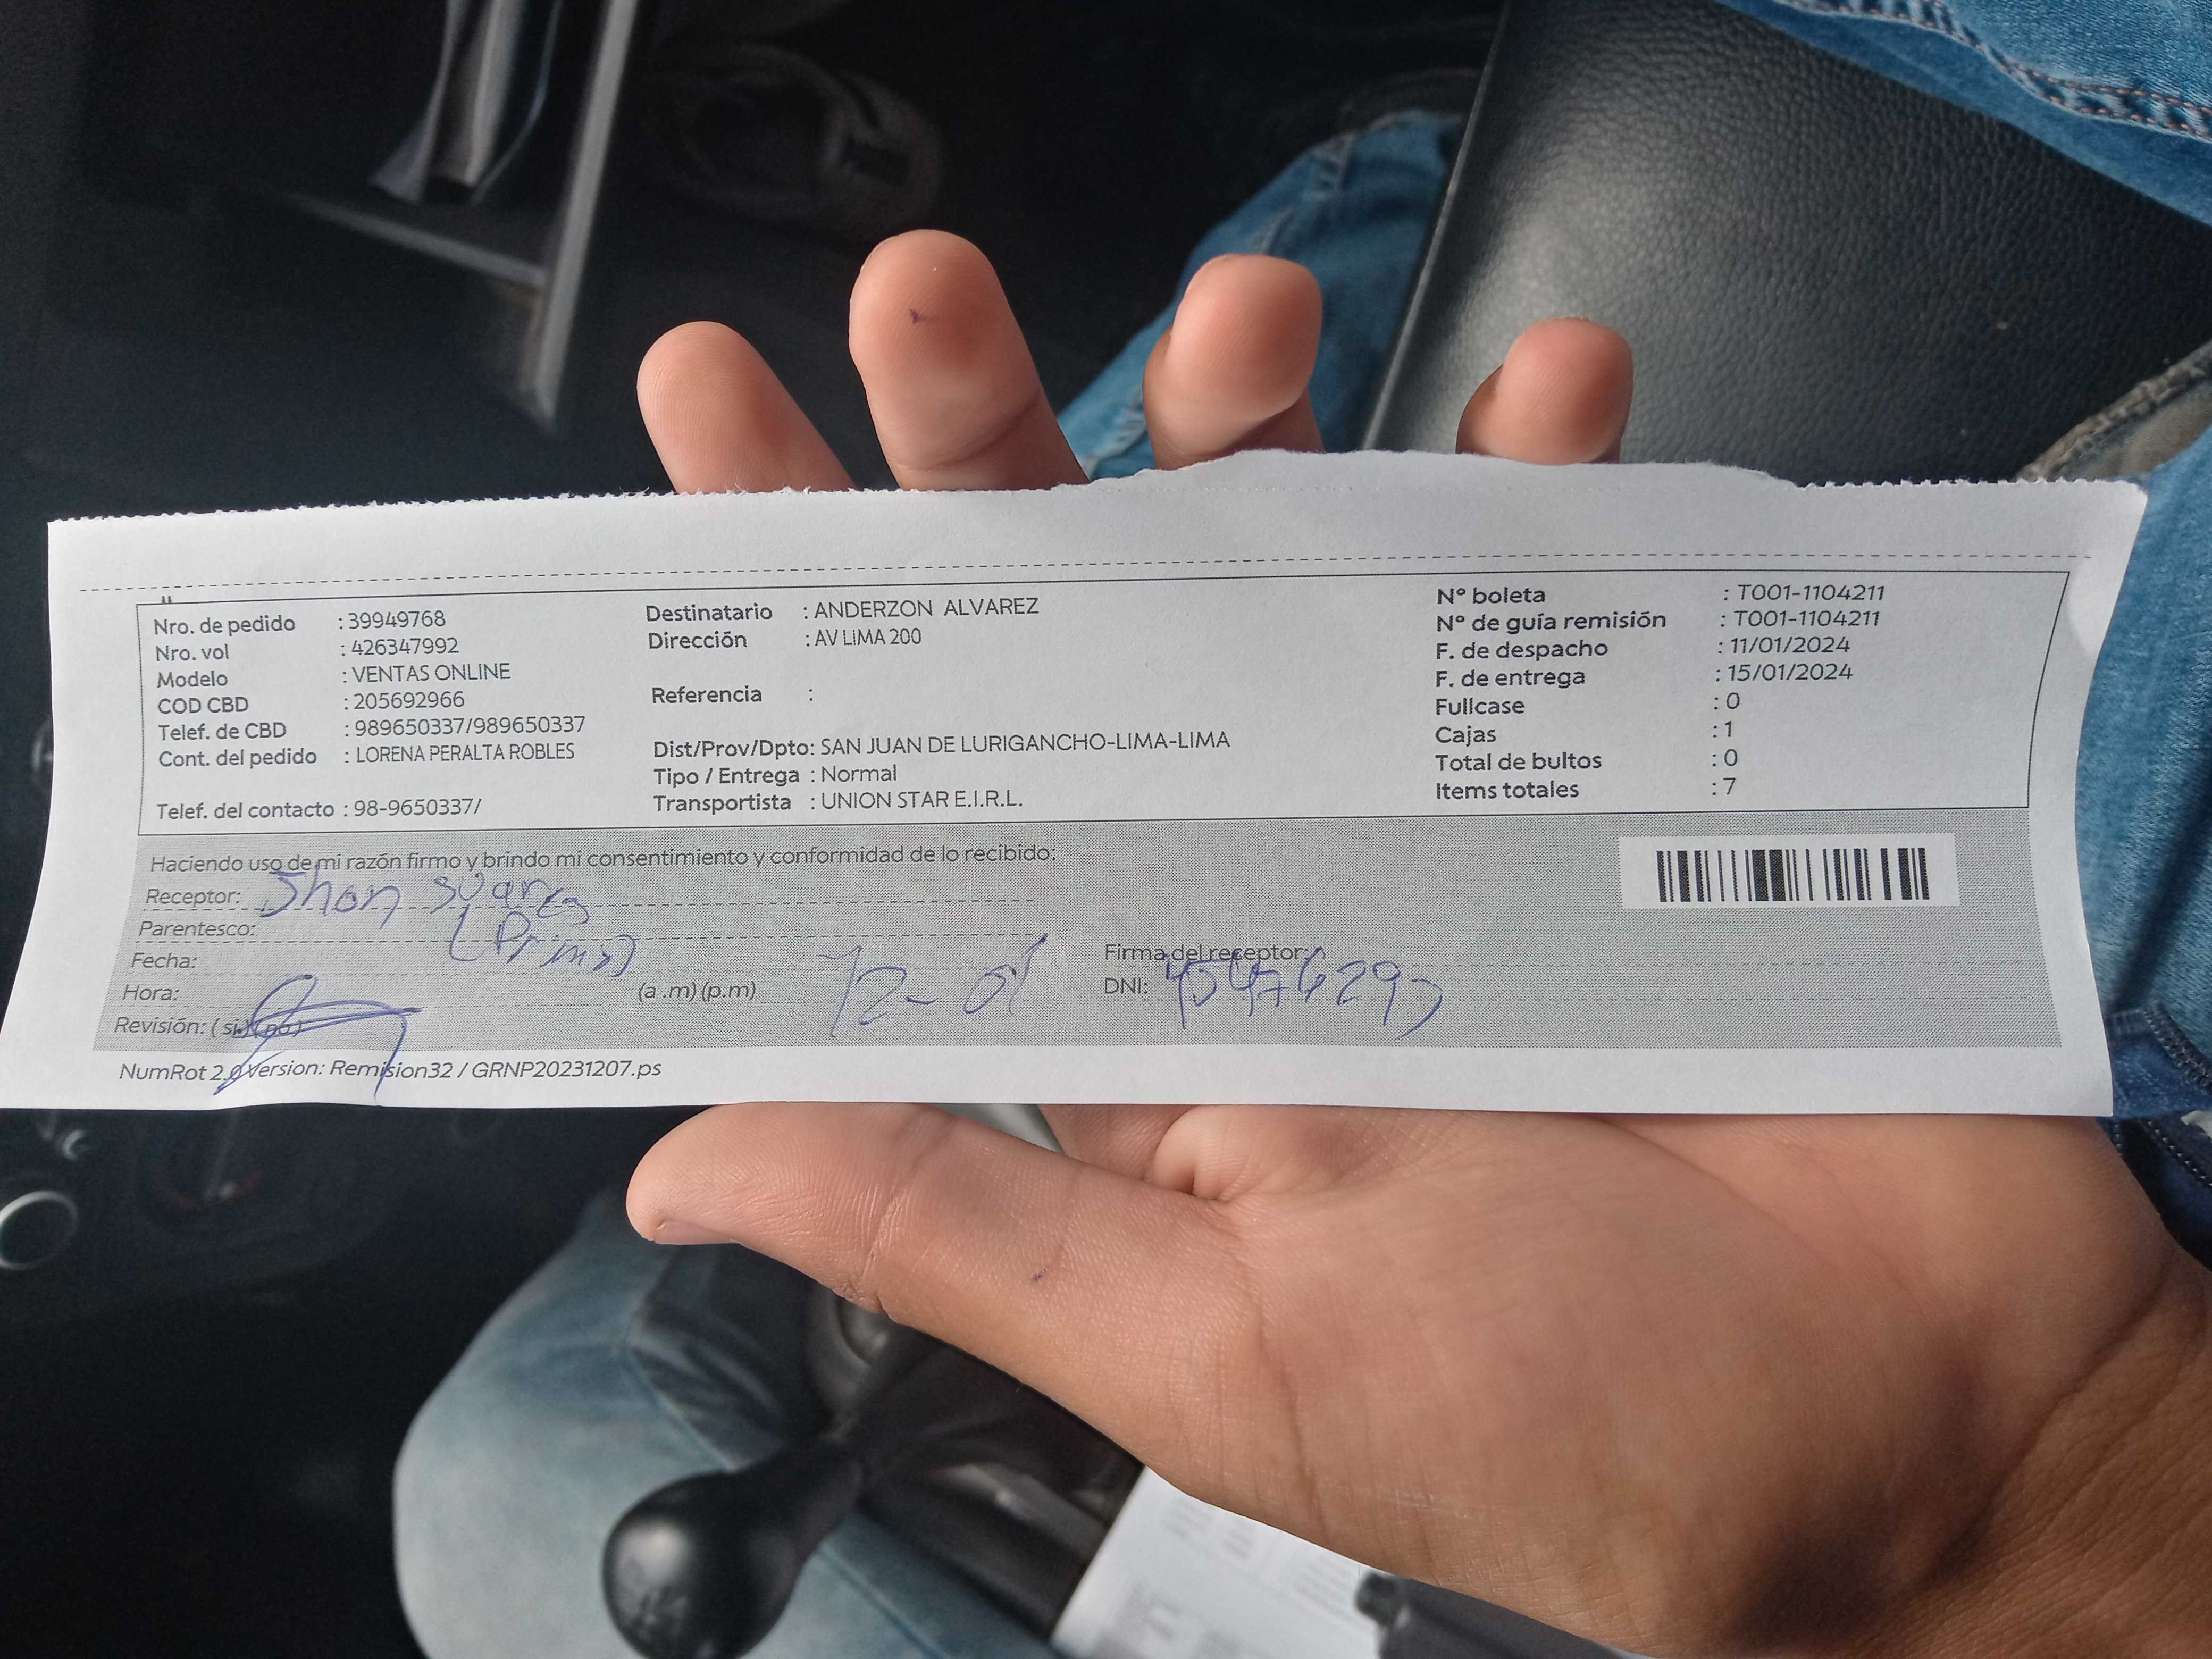 Nro. de pedido : 39949768
Nro. vol : 426347992
Modelo : VENTAS ONLINE
COD CBD : 205692966
Telef. de CBD : 989650337/989650337
Cont. del pedido : LORENA PERALTA ROBLES
Telef. del contacto : 98-9650337/
Destinatario : ANDERZON ALVAREZ
Dirección : AV LIMA 200
Referencia :
Dist/Prov/Dpto: SAN JUAN DE LURIGANCHO-LIMA-LIMA
Tipo / Entrega : Normal
Transportista : UNION STAR E.I.R.L.
N° boleta : T001-1104211
N° de guía remisión : T001-1104211
F. de despacho : 11/01/2024
F. de entrega : 15/01/2024
Fullcase : 0
Cajas : 1
Total de bultos : 0
Items totales : 7
Haciendo uso de mi razón firmo y brindo mi consentimiento y conformidad de lo recibido:
Receptor: Jhon Suarez
Parentesco: (Primo)
Fecha:
Hora: (a .m) (p.m) 12-01
Revisión: ( si ) ( no )
Firma del receptor:
DNI:
NumRot 2.0 Version: Remision32 / GRNP20231207.ps